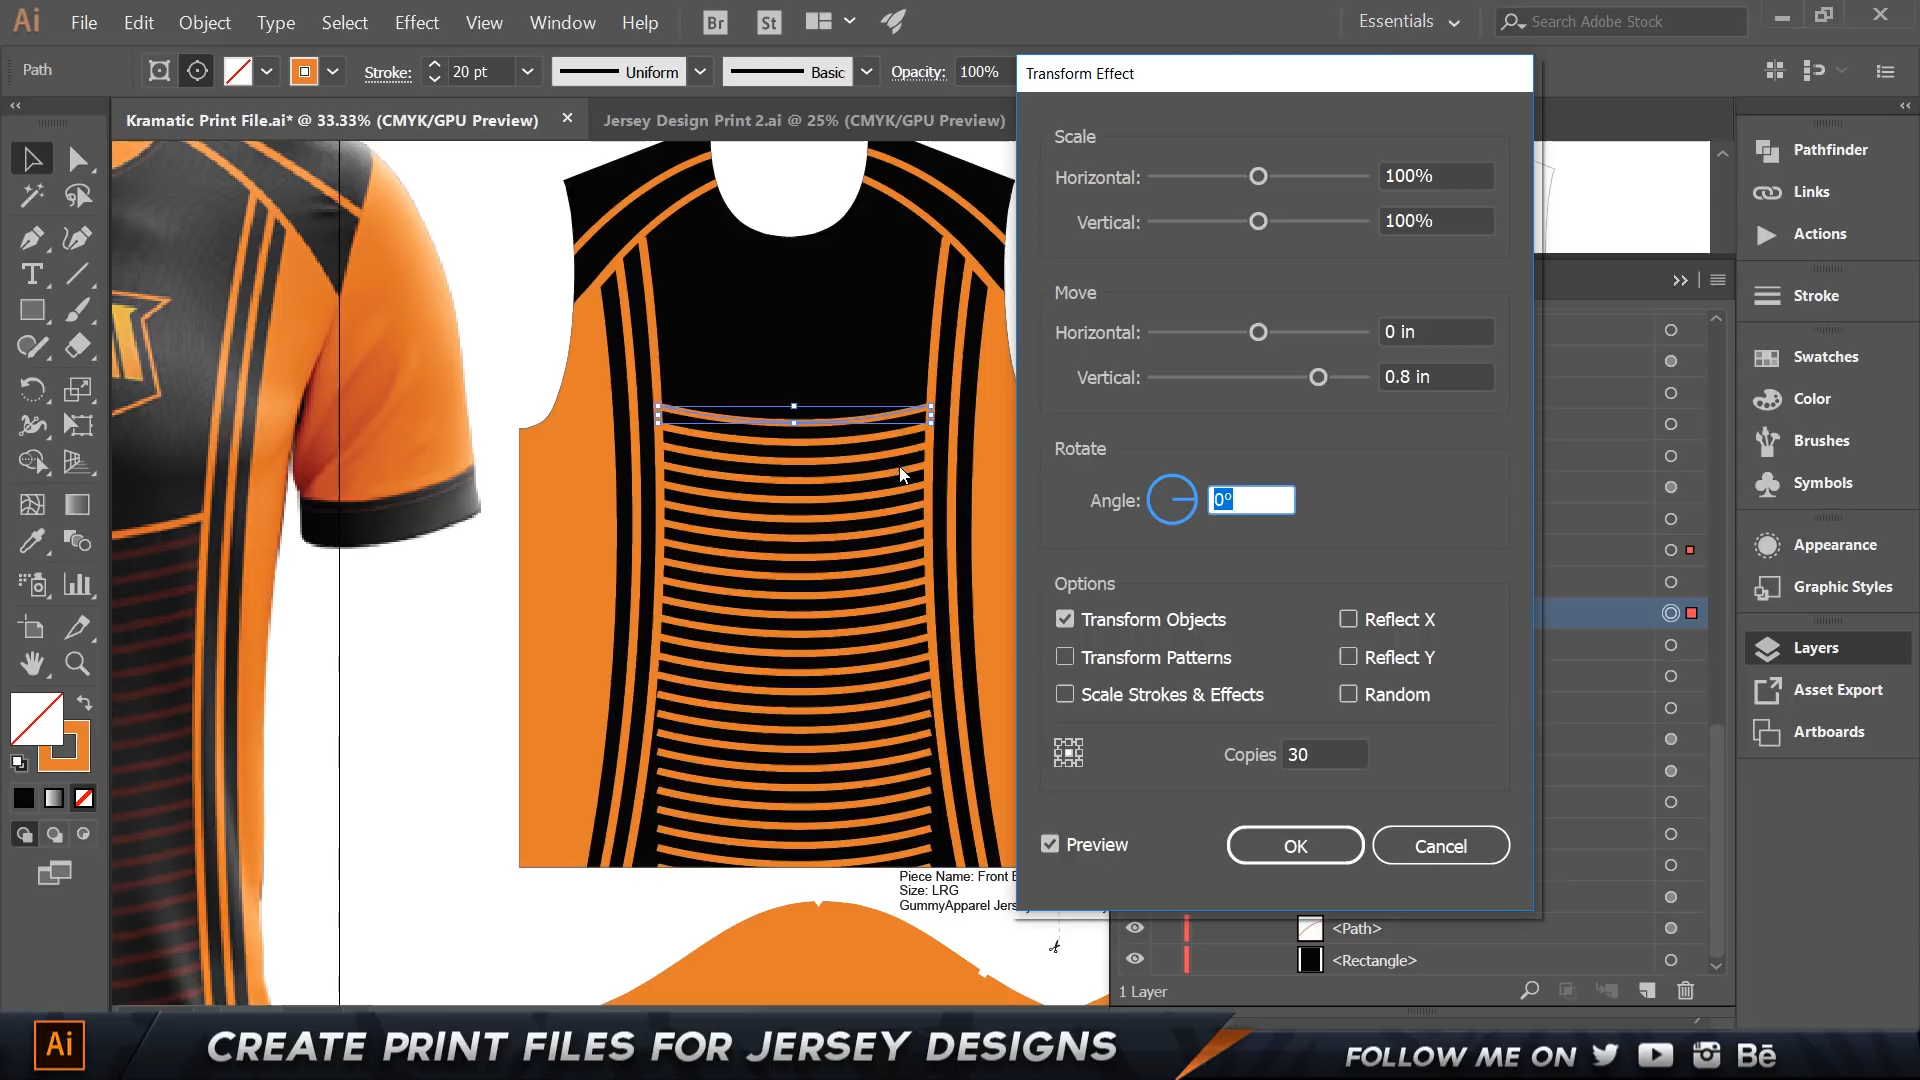 Ai File Edit Object Type Select Effect View Window Help Br St Essentials Search Adobe Stock
Path Stroke: 20 pt Uniform Basic Opacity: 100%
Kramatic Print File.ai* @ 33.33% (CMYK/GPU Preview) × Jersey Design Print 2.ai @ 25% (CMYK/GPU Preview)
Transform Effect
Scale
Horizontal: 100%
Vertical: 100%
Move
Horizontal: 0 in
Vertical: 0.8 in
Rotate
Angle: 0°
Options
Transform Objects Reflect X
Transform Patterns Reflect Y
Scale Strokes & Effects Random
Copies 30
Preview OK Cancel
Pathfinder
Links
Actions
Stroke
Swatches
Color
Brushes
Symbols
Appearance
Graphic Styles
Layers
Asset Export
Artboards
Piece Name: Front
Size: LRG
GummyApparel
<Path>
<Rectangle>
1 Layer
Ai CREATE PRINT FILES FOR JERSEY DESIGNS
FOLLOW ME ON Bē